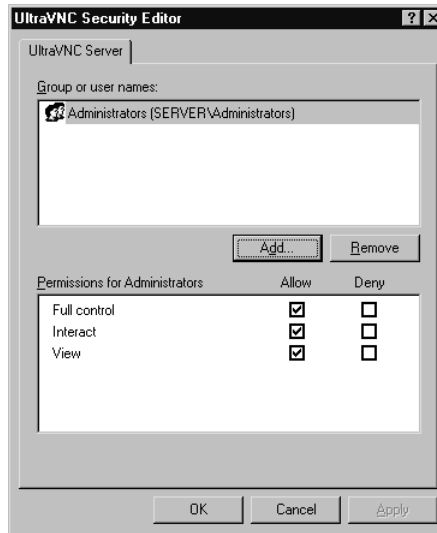 UltraVNC Security Editor
UltraVNC Server
Group or user names:
Administrators (SERVER\Administrators)
Add... Remove
Permissions for Administrators Allow Deny
Full control
Interact
View
OK Cancel Apply